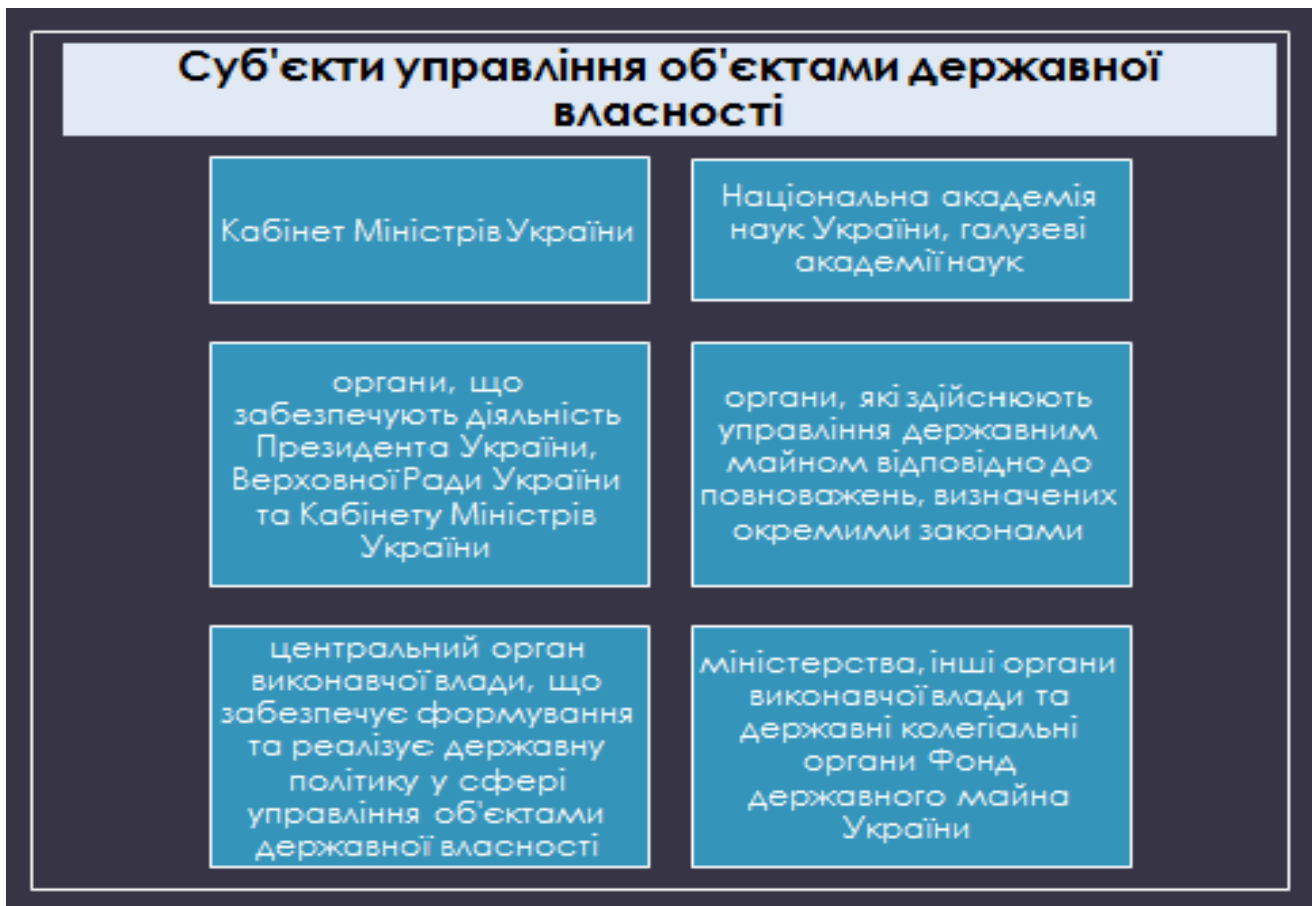 Суб'єкти управління об'єктами державної
власності
Кабінет Міністрів України
Національна академія
наук України, галузеві
академії наук
органи, що
забезпечують діяльність
Президента України,
Верховної Ради України
та Кабінету Міністрів
України
органи, які здійснюють
управління державним
майном відповідно до
повноважень, визначених
окремими законами
центральний орган
виконавчої влади, що
забезпечує формування
та реалізує державну
політику у сфері
управління об'єктами
державної власності
міністерства, інші органи
виконавчої влади та
державні колегіальні
органи Фонд
державного майна
України